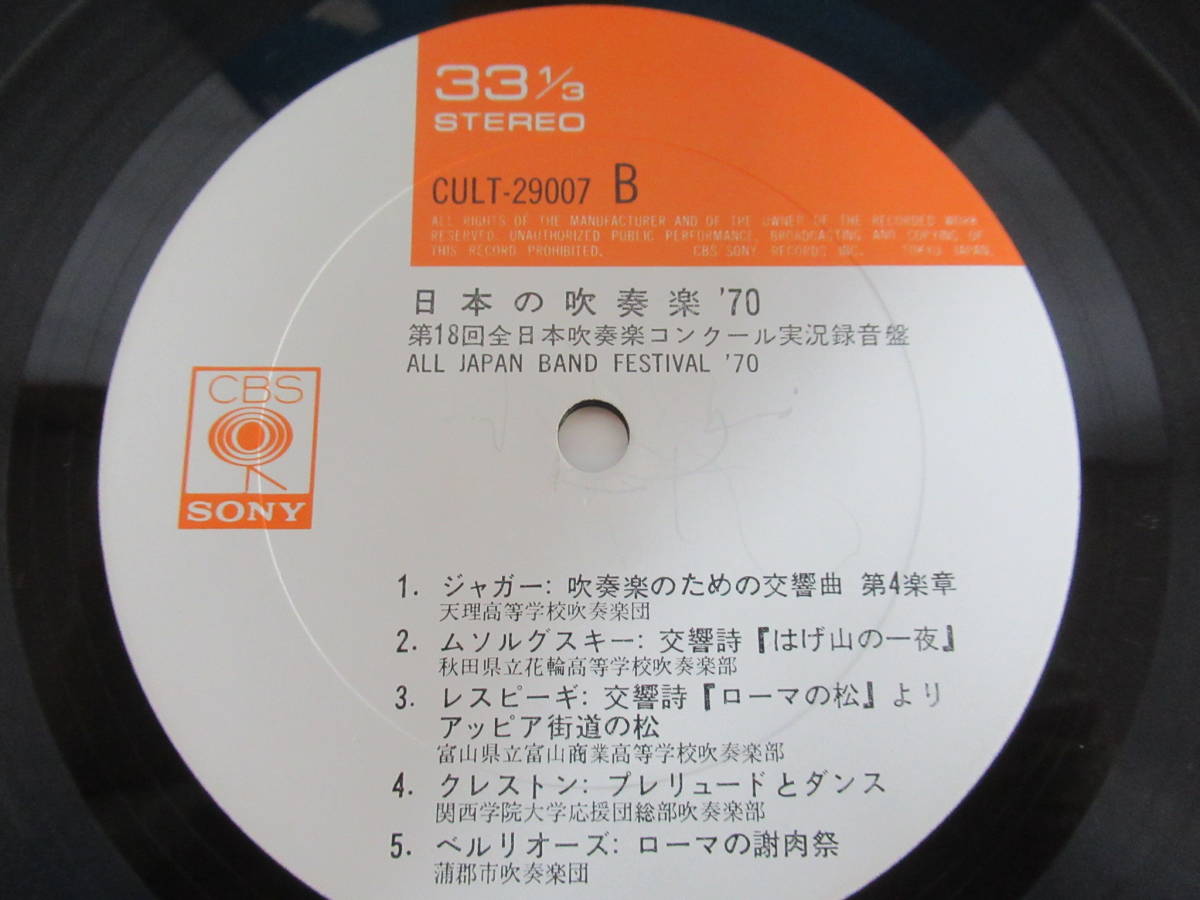 33 1/3
STEREO
CULT-29007 B
ALL RIGHTS OF THE MANUFACTURER AND OF THE OWNER OF THE RECORDED WORK
RESERVED. UNAUTHORIZED PUBLIC PERFORMANCE, BROADCASTING AND COPYING OF
THIS RECORD PROHIBITED. CBS/SONY RECORDS INC. TOKYO JAPAN.
日本の吹奏楽 '70
第18回全日本吹奏楽コンクール実況録音盤
ALL JAPAN BAND FESTIVAL '70
CBS
SONY
1. ジャガー: 吹奏楽のための交響曲 第4楽章
天理高等学校吹奏楽団
2. ムソルグスキー: 交響詩『はげ山の一夜』
秋田県立花輪高等学校吹奏楽部
3. レスピーギ: 交響詩『ローマの松』より
アッピア街道の松
富山県立富山商業高等学校吹奏楽部
4. クレストン: プレリュードとダンス
関西学院大学応援団総部吹奏楽部
5. ベルリオーズ: ローマの謝肉祭
蒲郡市吹奏楽団